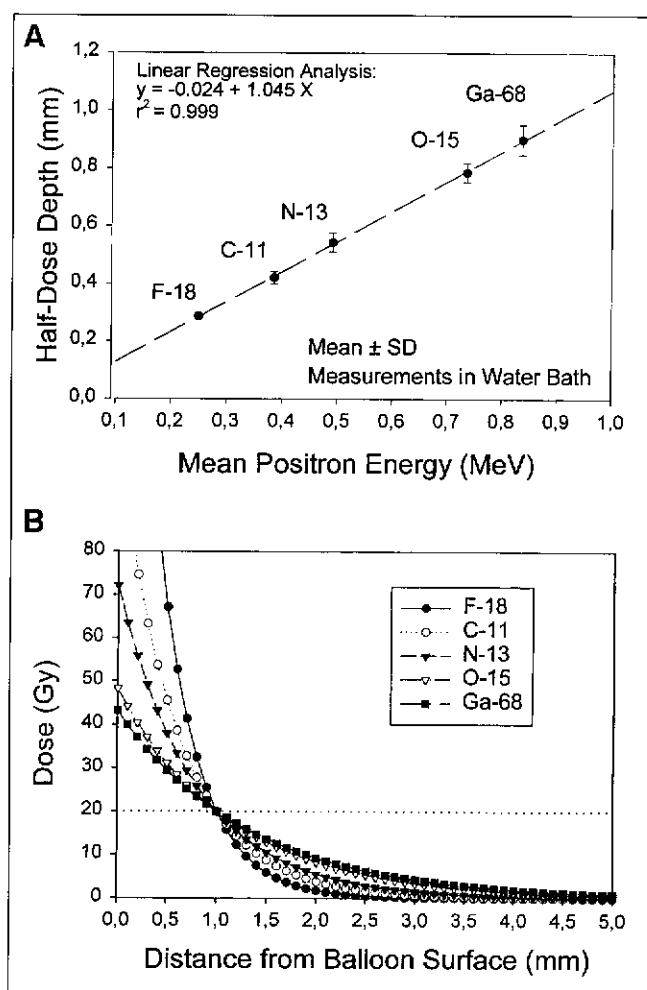 A
Linear Regression Analysis:
y = -0.024 + 1.045 X
r² = 0.999
Ga-68
O-15
N-13
C-11
F-18
Mean ± SD
Measurements in Water Bath
Half-Dose Depth (mm)
1,2
1,0
0,8
0,6
0,4
0,2
0,0
0,1 0,2 0,3 0,4 0,5 0,6 0,7 0,8 0,9 1,0
Mean Positron Energy (MeV)
B
F-18
C-11
N-13
O-15
Ga-68
Dose (Gy)
80
70
60
50
40
30
20
10
0
0,0 0,5 1,0 1,5 2,0 2,5 3,0 3,5 4,0 4,5 5,0
Distance from Balloon Surface (mm)